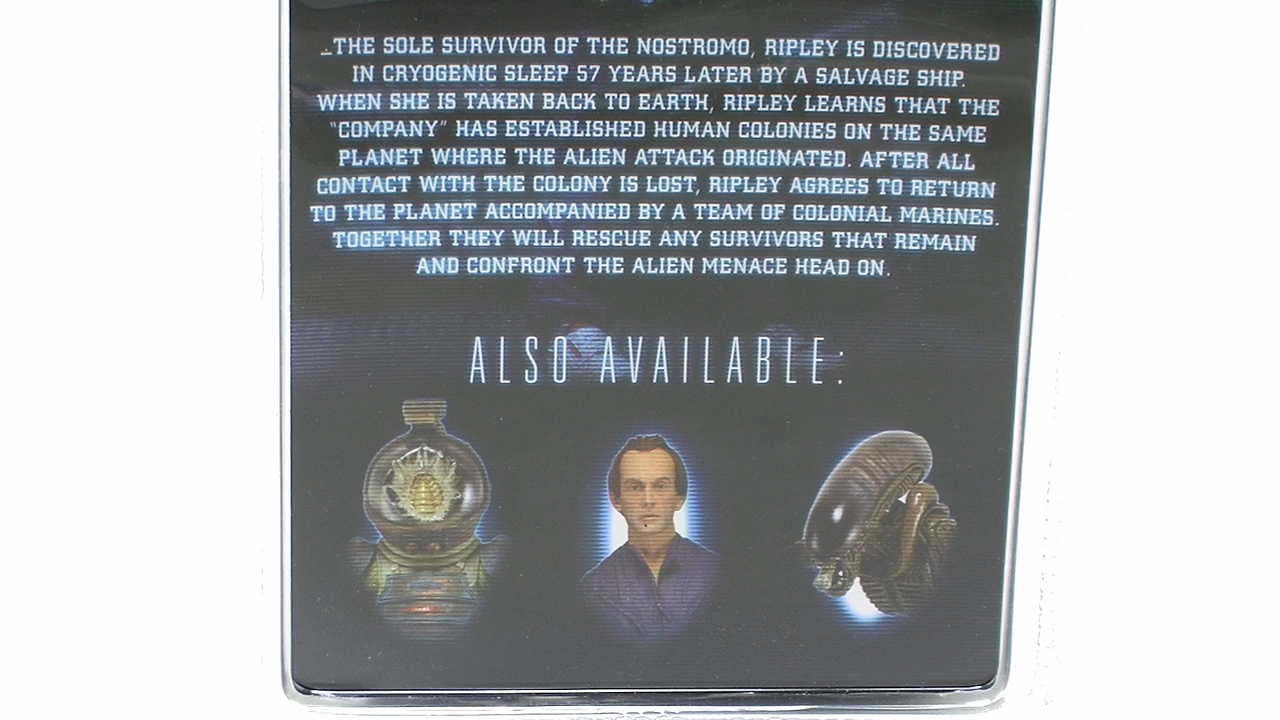 …THE SOLE SURVIVOR OF THE NOSTROMO, RIPLEY IS DISCOVERED
IN CRYOGENIC SLEEP 57 YEARS LATER BY A SALVAGE SHIP.
WHEN SHE IS TAKEN BACK TO EARTH, RIPLEY LEARNS THAT THE
"COMPANY" HAS ESTABLISHED HUMAN COLONIES ON THE SAME
PLANET WHERE THE ALIEN ATTACK ORIGINATED. AFTER ALL
CONTACT WITH THE COLONY IS LOST, RIPLEY AGREES TO RETURN
TO THE PLANET ACCOMPANIED BY A TEAM OF COLONIAL MARINES.
TOGETHER THEY WILL RESCUE ANY SURVIVORS THAT REMAIN
AND CONFRONT THE ALIEN MENACE HEAD ON.
ALSO AVAILABLE: